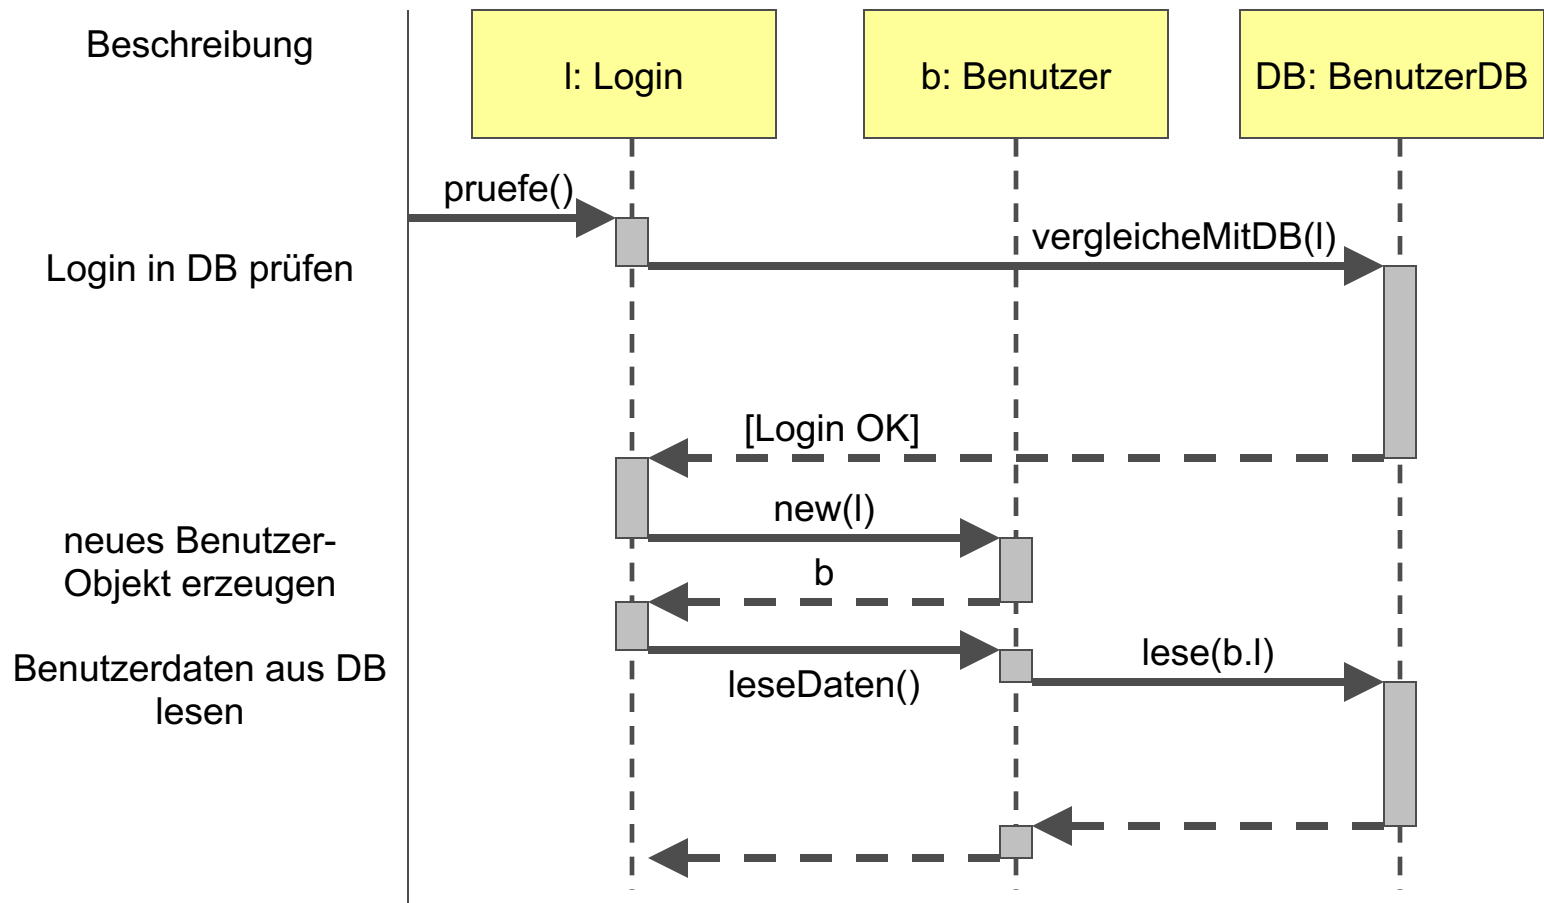 Beschreibung
l: Login
b: Benutzer
DB: BenutzerDB
pruefe()
vergleicheMitDB(l)
Login in DB prüfen
[Login OK]
new(l)
neues Benutzer-
Objekt erzeugen
b
Benutzerdaten aus DB
lesen
leseDaten()
lese(b.l)